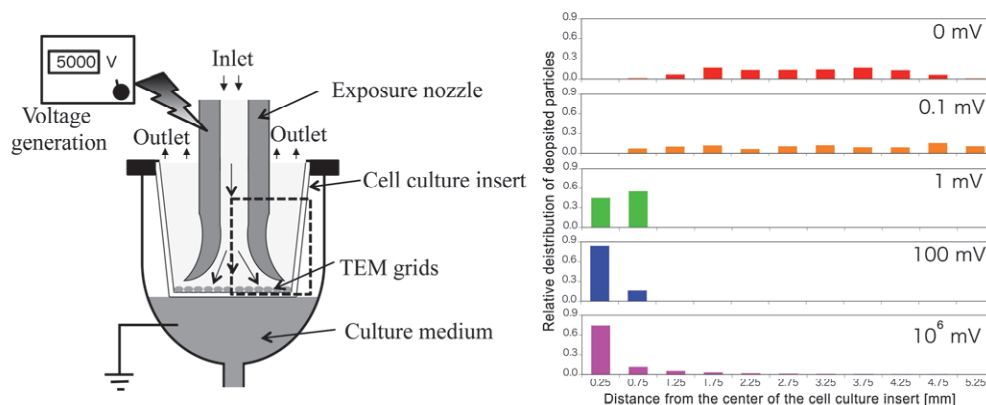 5000 V
Voltage
generation
Inlet
Exposure nozzle
Outlet
Outlet
Cell culture insert
TEM grids
Culture medium
Relative deistribution of deopsited particles
0.9
0.6
0.3
0.0
0 mV
0.9
0.6
0.3
0.0
0.1 mV
0.9
0.6
0.3
0.0
1 mV
0.9
0.6
0.3
0.0
100 mV
0.9
0.6
0.3
0.0
10⁶ mV
0.25 0.75 1.25 1.75 2.25 2.75 3.25 3.75 4.25 4.75 5.25
Distance from the center of the cell culture insert [mm]